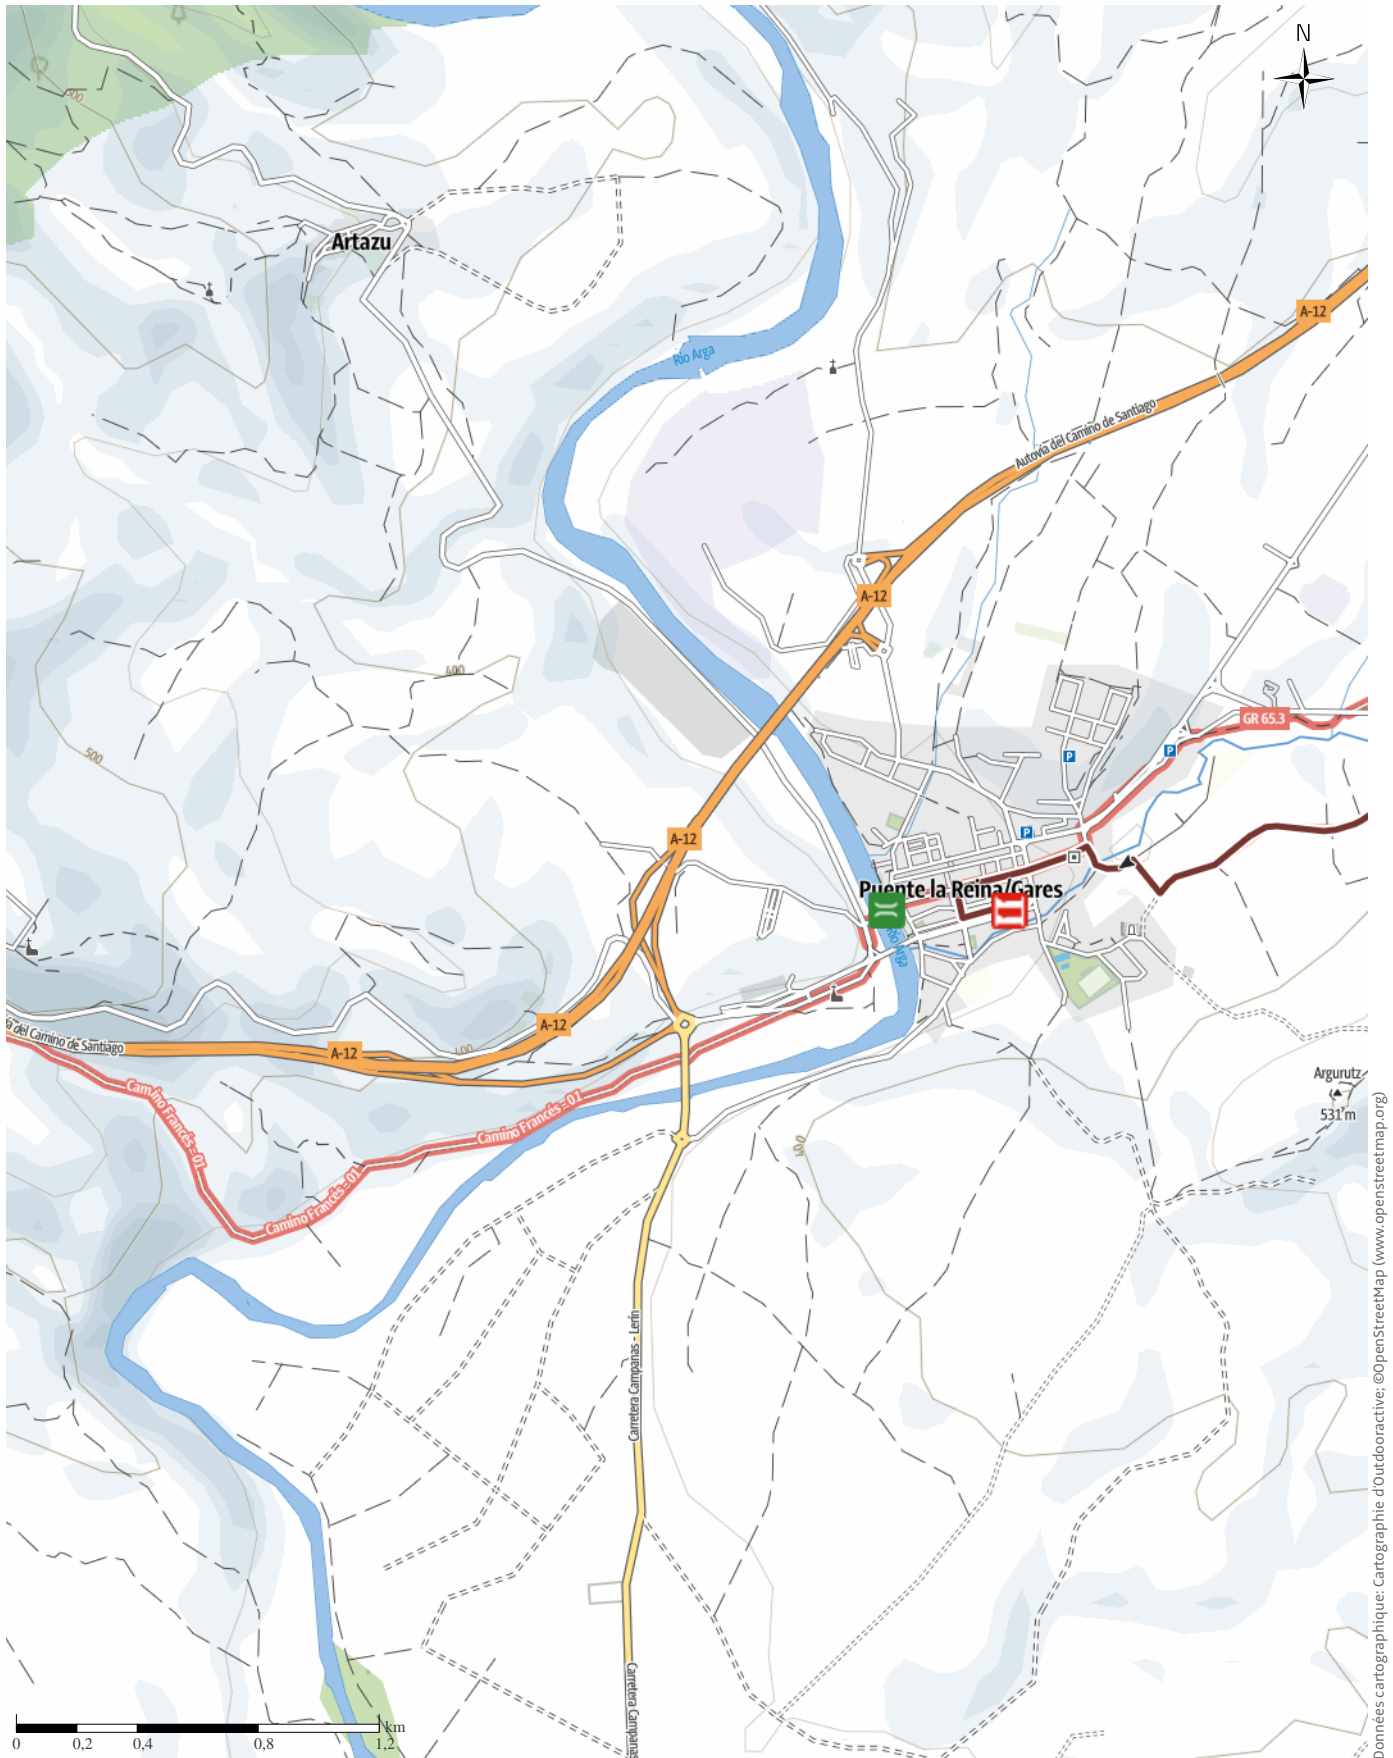 N
600
Artazu
A-12
Río Arga
Autovía del Camino de Santiago
A-12
400
GR 65.3
P
500
P
A-12
P
Puente la Reina/Gares
Río Arga
A-12
ía del Camino de Santiago
A-12
400
Argurutz
531 m
Camino Francés - 01
Camino Francés - 01
Camino Francés - 01
400
Carretera Campanas - Lerín
Carretera Campanas
km
0
0,2
0,4
0,8
1,2
Données cartographique: Cartographie d'Outdooractive; ©OpenStreetMap (www.openstreetmap.org)